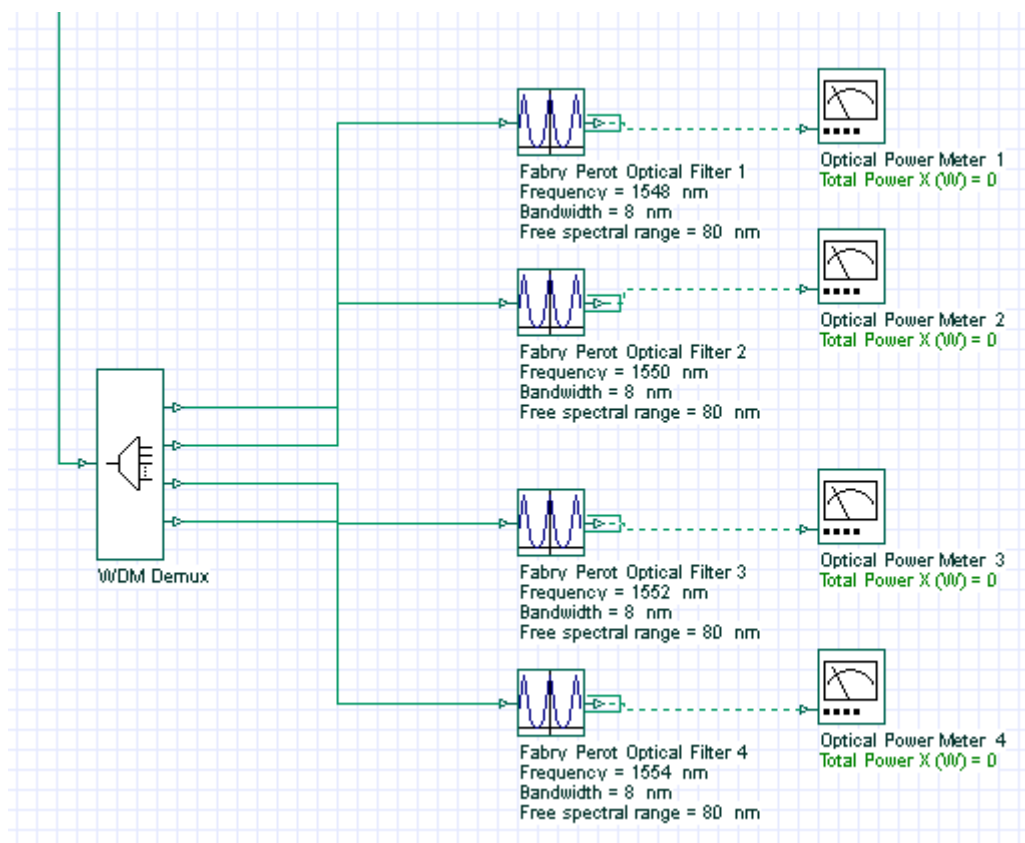 Optical Power Meter 1
Total Power X (W) = 0
Fabry Perot Optical Filter 1
Frequency = 1548 nm
Bandwidth = 8 nm
Free spectral range = 80 nm
Optical Power Meter 2
Total Power X (W) = 0
Fabry Perot Optical Filter 2
Frequency = 1550 nm
Bandwidth = 8 nm
Free spectral range = 80 nm
WDM Demux
Optical Power Meter 3
Total Power X (W) = 0
Fabry Perot Optical Filter 3
Frequency = 1552 nm
Bandwidth = 8 nm
Free spectral range = 80 nm
Optical Power Meter 4
Total Power X (W) = 0
Fabry Perot Optical Filter 4
Frequency = 1554 nm
Bandwidth = 8 nm
Free spectral range = 80 nm